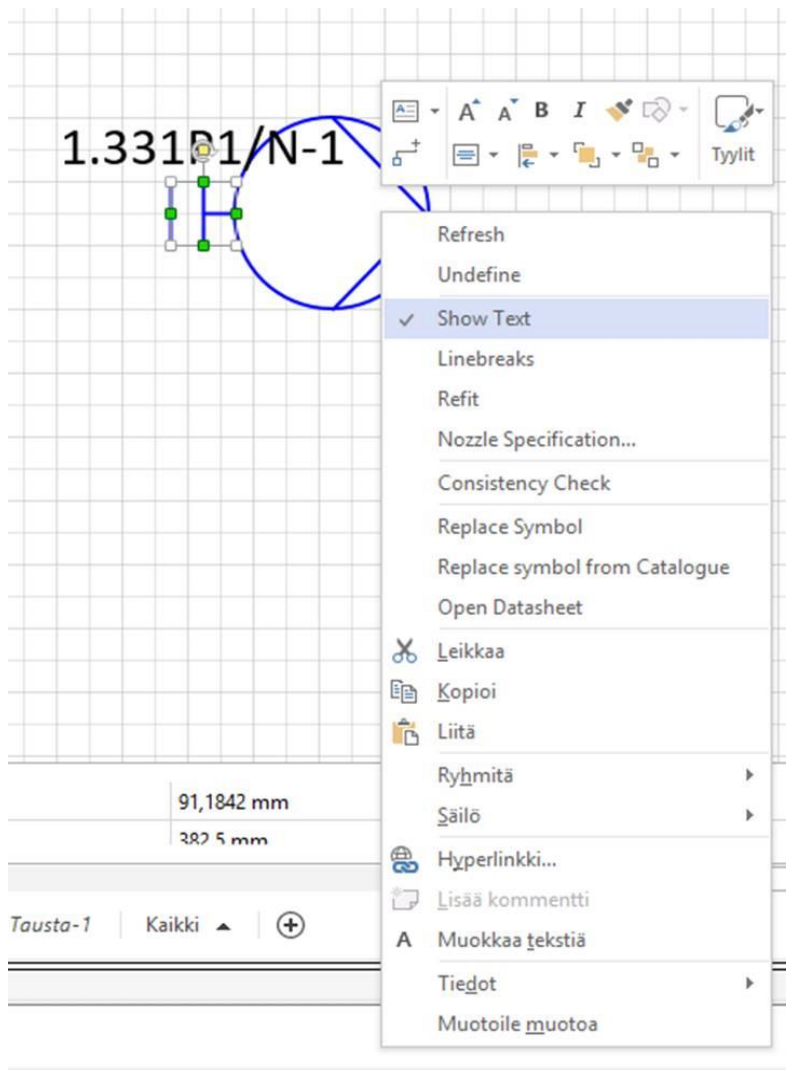 1.331P1/N-1
A A B I
Tyylit
Refresh
Undefine
Show Text
Linebreaks
Refit
Nozzle Specification...
Consistency Check
Replace Symbol
Replace symbol from Catalogue
Open Datasheet
Leikkaa
Kopioi
Liitä
Ryhmitä
Säilö
Hyperlinkki...
Lisää kommentti
A Muokkaa tekstiä
Tiedot
Muotoile muotoa
91,1842 mm
382,5 mm
Tausta-1 Kaikki